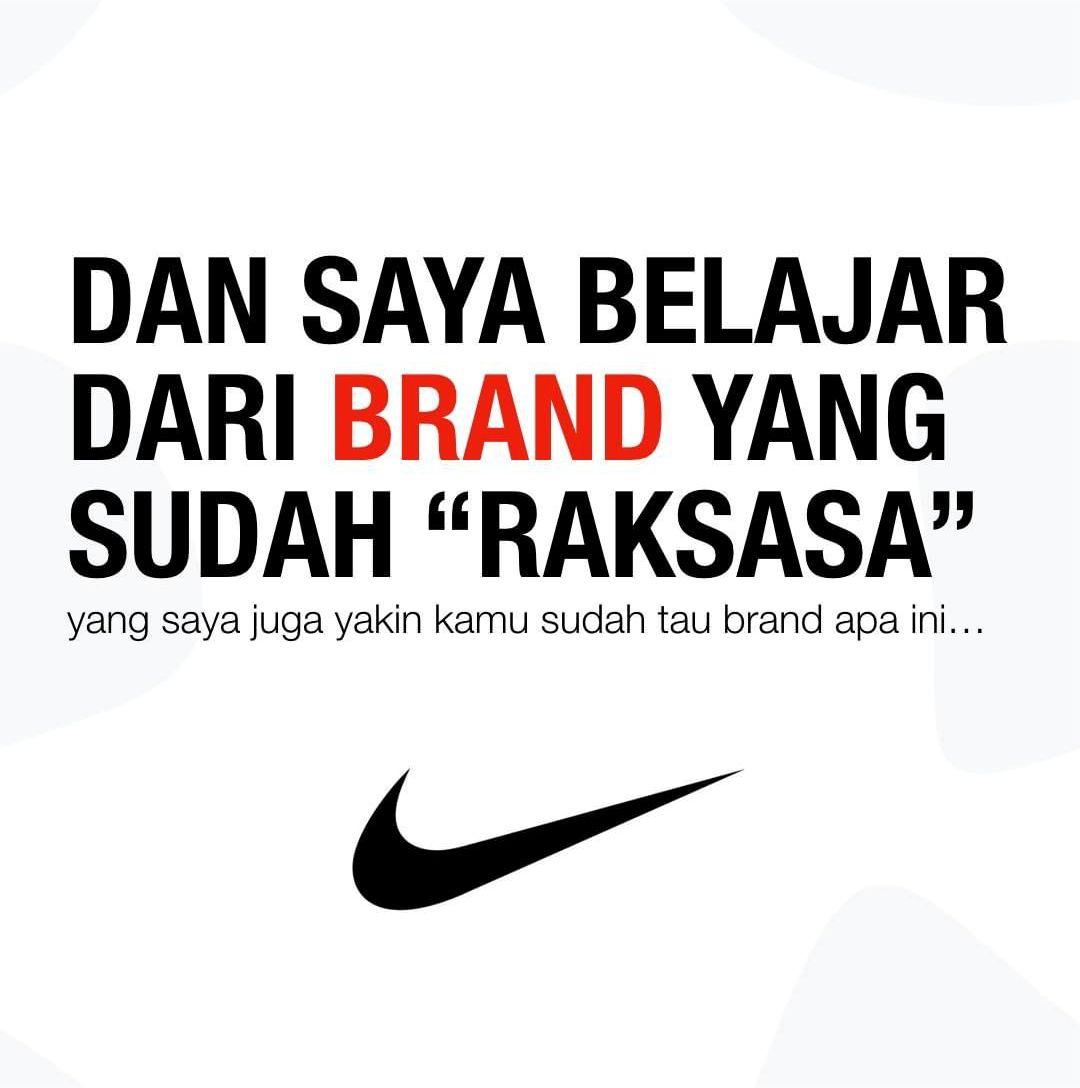 DAN SAYA BELAJAR
DARI BRAND YANG
SUDAH “RAKSASA”
yang saya juga yakin kamu sudah tau brand apa ini...